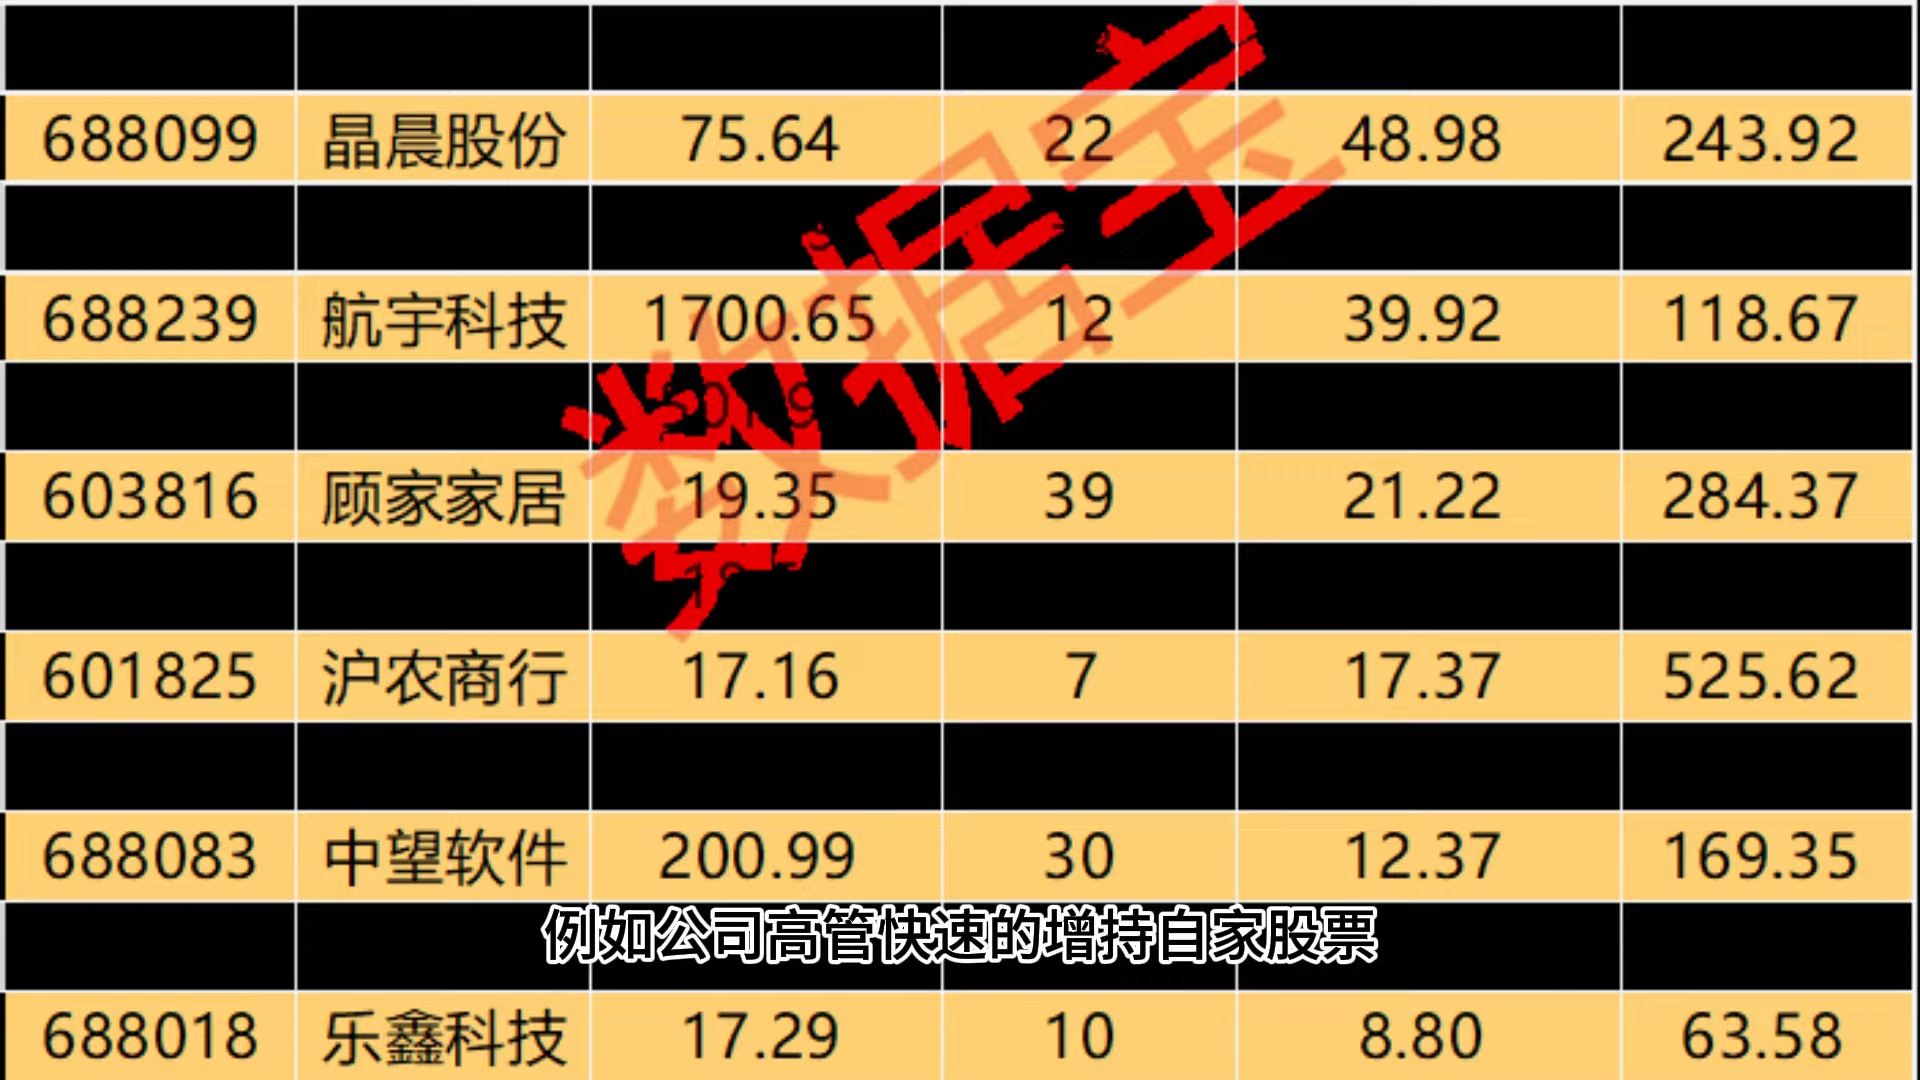 688099 晶晨股份 75.64 22 48.98 243.92
688239 航宇科技 1700.65 12 39.92 118.67
603816 顾家家居 19.35 39 21.22 284.37
601825 沪农商行 17.16 7 17.37 525.62
688083 中望软件 200.99 30 12.37 169.35
例如公司高管快速的增持自家股票
688018 乐鑫科技 17.29 10 8.80 63.58
数据宝